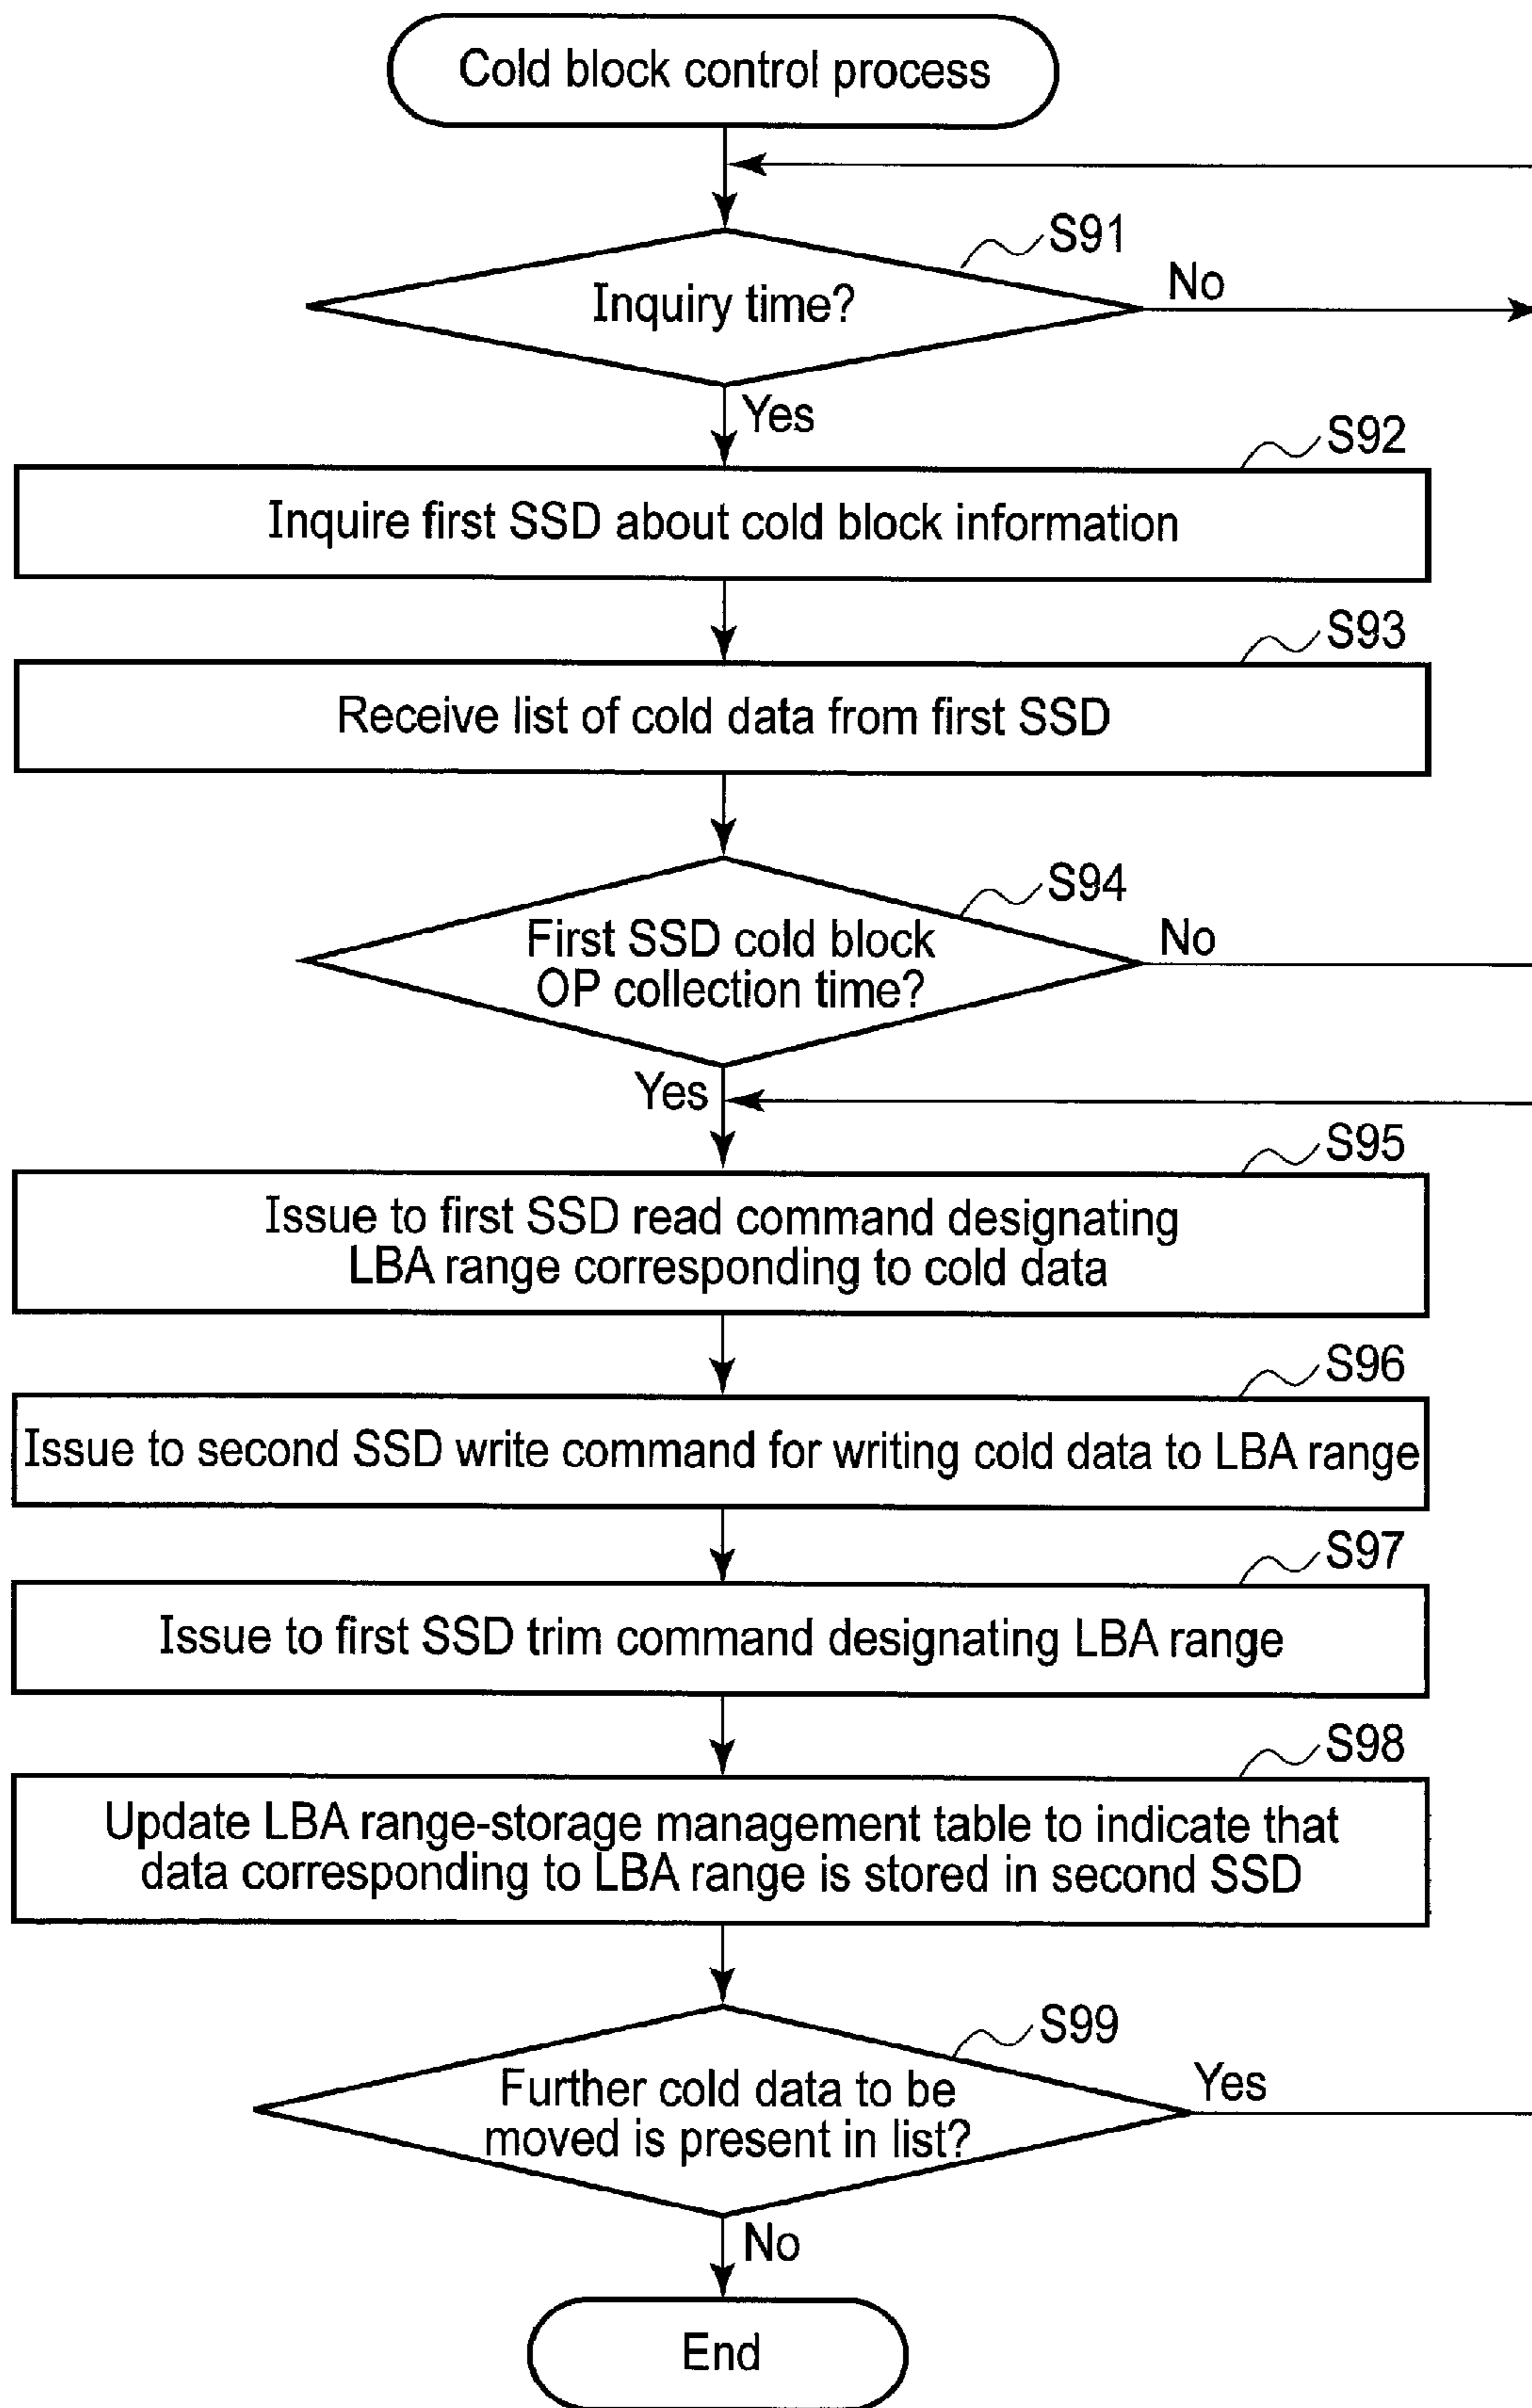 Cold block control process
S91
Inquiry time?
No
Yes
S92
Inquire first SSD about cold block information
S93
Receive list of cold data from first SSD
S94
First SSD cold block
OP collection time?
No
Yes
S95
Issue to first SSD read command designating
LBA range corresponding to cold data
S96
Issue to second SSD write command for writing cold data to LBA range
S97
Issue to first SSD trim command designating LBA range
S98
Update LBA range-storage management table to indicate that
data corresponding to LBA range is stored in second SSD
S99
Further cold data to be
moved is present in list?
Yes
No
End